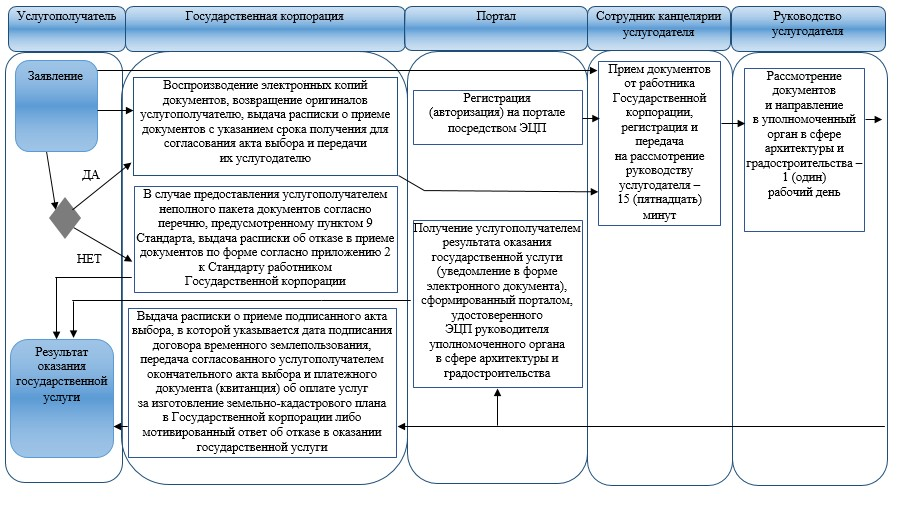 Услугополучатель
Государственная корпорация
Портал
Сотрудник канцелярии
услугодателя
Руководство
услугодателя
Заявление
ДА
НЕТ
Результат
оказания
государственной
услуги
Воспроизведение электронных копий
документов, возвращение оригиналов
услугополучателю, выдача расписки о приеме
документов с указанием срока получения для
согласования акта выбора и передачи
их услугодателю
В случае предоставления услугополучателем
неполного пакета документов согласно
перечню, предусмотренному пунктом 9
Стандарта, выдача расписки об отказе в приеме
документов по форме согласно приложению 2
к Стандарту работником
Государственной корпорации
Выдача расписки о приеме подписанного акта
выбора, в которой указывается дата подписания
договора временного землепользования,
передача согласованного услугополучателем
окончательного акта выбора и платежного
документа (квитанция) об оплате услуг
за изготовление земельно-кадастрового плана
в Государственной корпорации либо
мотивированный ответ об отказе в оказании
государственной услуги
Регистрация
(авторизация) на портале
посредством ЭЦП
Получение услугополучателем
результата оказания
государственной услуги
(уведомление в форме
электронного документа),
сформированный порталом,
удостоверенного
ЭЦП руководителя
уполномоченного органа
в сфере архитектуры и
градостроительства
Прием документов
от работника
Государственной
корпорации,
регистрация и
передача
на рассмотрение
руководству
услугодателя –
15 (пятнадцать)
минут
Рассмотрение
документов
и направление
в уполномоченный
орган в сфере
архитектуры и
градостроительства –
1 (один)
рабочий день